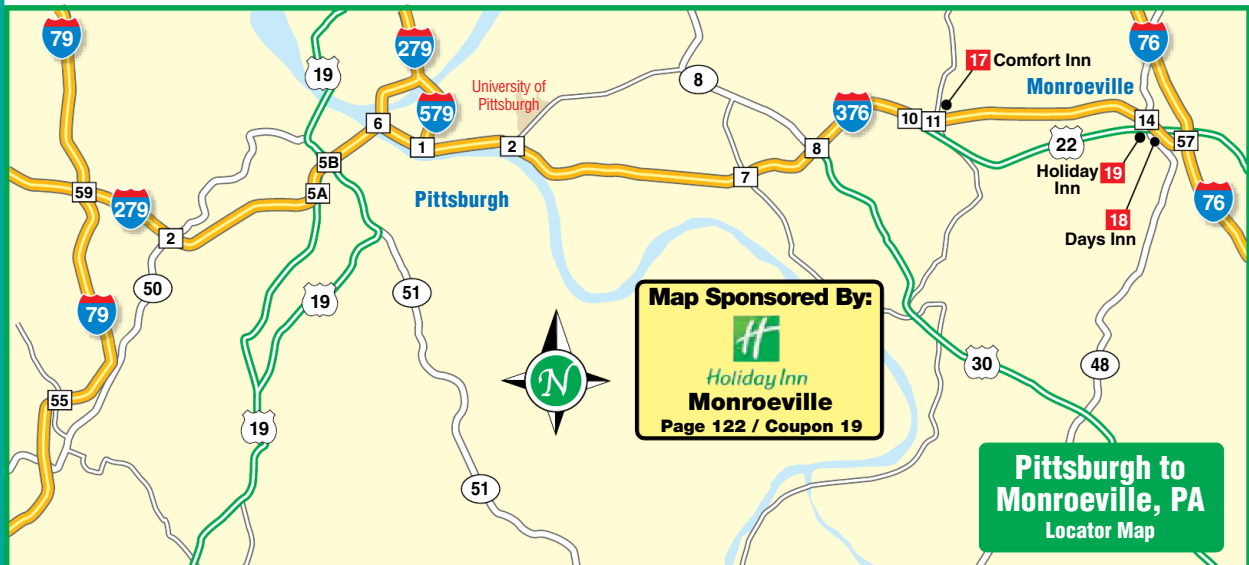 79
19
279
76
17 Comfort Inn
8
Monroeville
University of
Pittsburgh
579
376
10
11
14
6
1
2
8
22
57
5B
5A
7
Holiday
Inn
19
59
279
Pittsburgh
76
2
18
Days Inn
50
19
51
79
Map Sponsored By:
Holiday Inn
Monroeville
Page 122 / Coupon 19
N
30
48
55
19
51
Pittsburgh to
Monroeville, PA
Locator Map